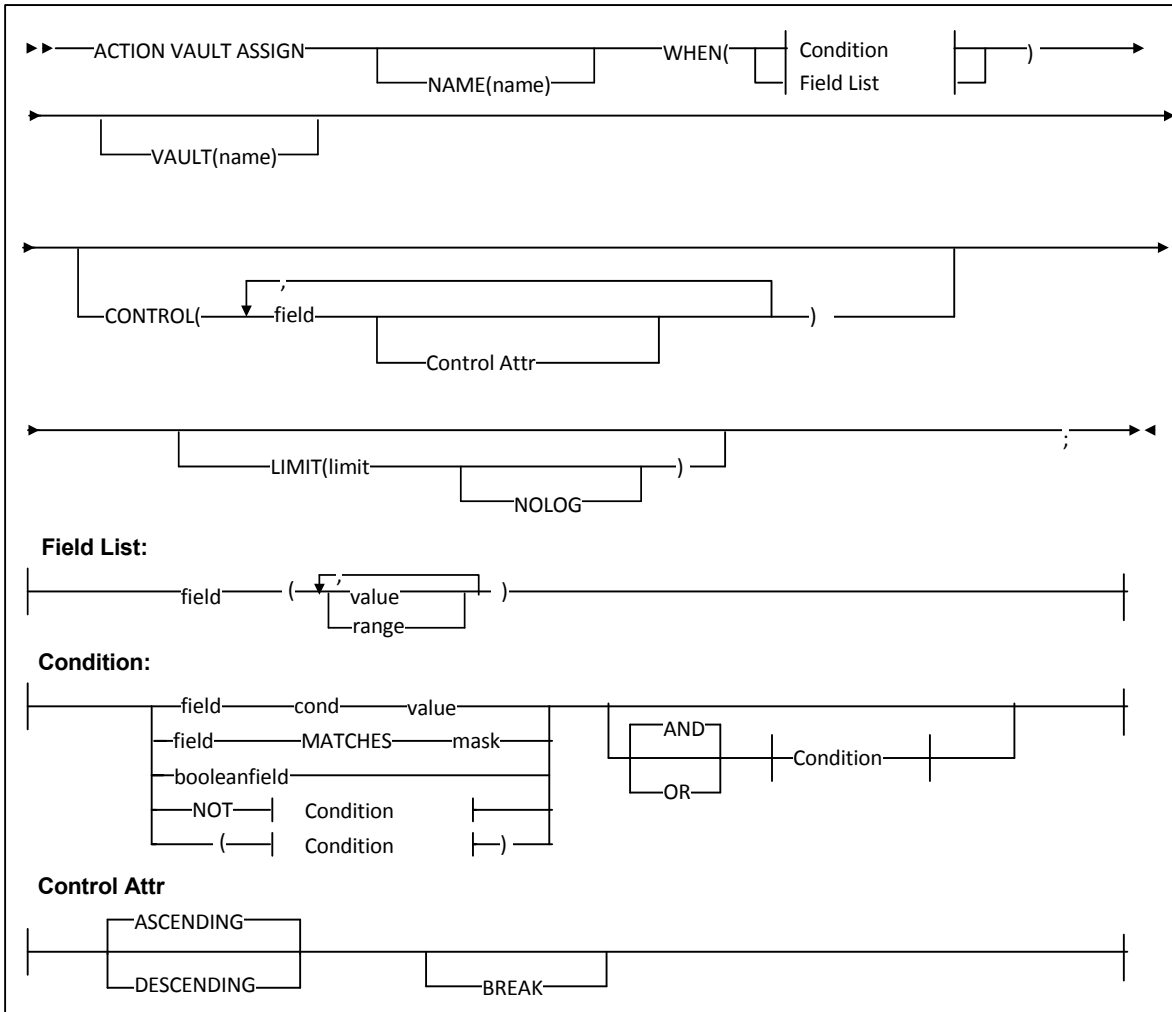 ACTION VAULT ASSIGN NAME(name) WHEN( Condition Field List )
VAULT(name)
,
CONTROL( field Control Attr )
LIMIT(limit NOLOG ) ;
Field List:
,
field ( value range )
Condition:
field cond value
field MATCHES mask
booleanfield
NOT Condition
( Condition )
AND
Condition
OR
Control Attr
ASCENDING
DESCENDING
BREAK